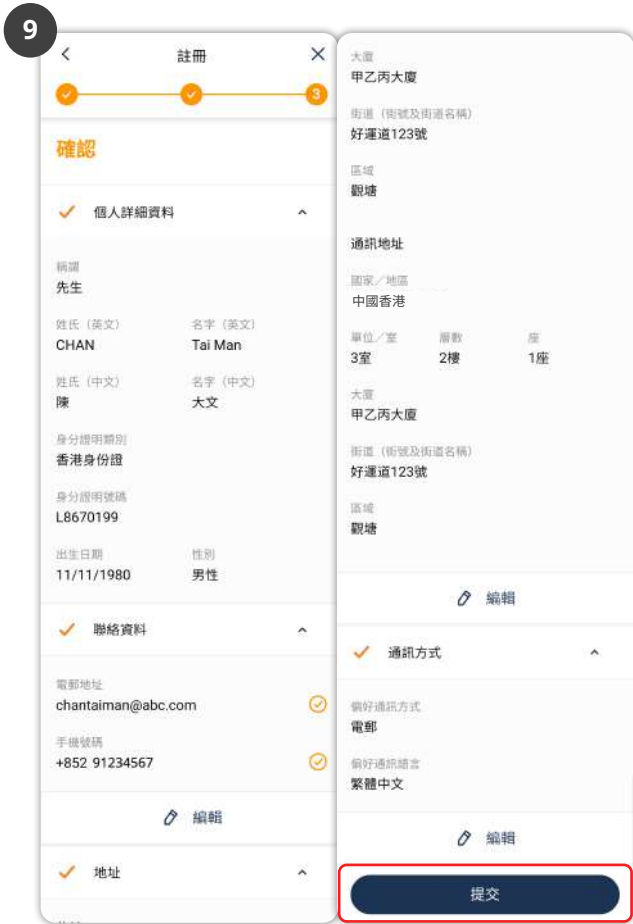 9
註冊
3
確認
個人詳細資料
稱謂
先生
姓氏（英文） 名字（英文）
CHAN Tai Man
姓氏（中文） 名字（中文）
陳 大文
身分證明類別
香港身份證
身分證明號碼
L8670199
出生日期 性別
11/11/1980 男性
聯絡資料
電郵地址
chantaiman@abc.com
手機號碼
+852 91234567
編輯
地址
大廈
甲乙丙大廈
街道（街號及街道名稱）
好運道123號
區域
觀塘
通訊地址
國家／地區
中國香港
單位／室 層數 座
3室 2樓 1座
大廈
甲乙丙大廈
街道（街號及街道名稱）
好運道123號
區域
觀塘
編輯
通訊方式
偏好通訊方式
電郵
偏好通訊語言
繁體中文
編輯
提交